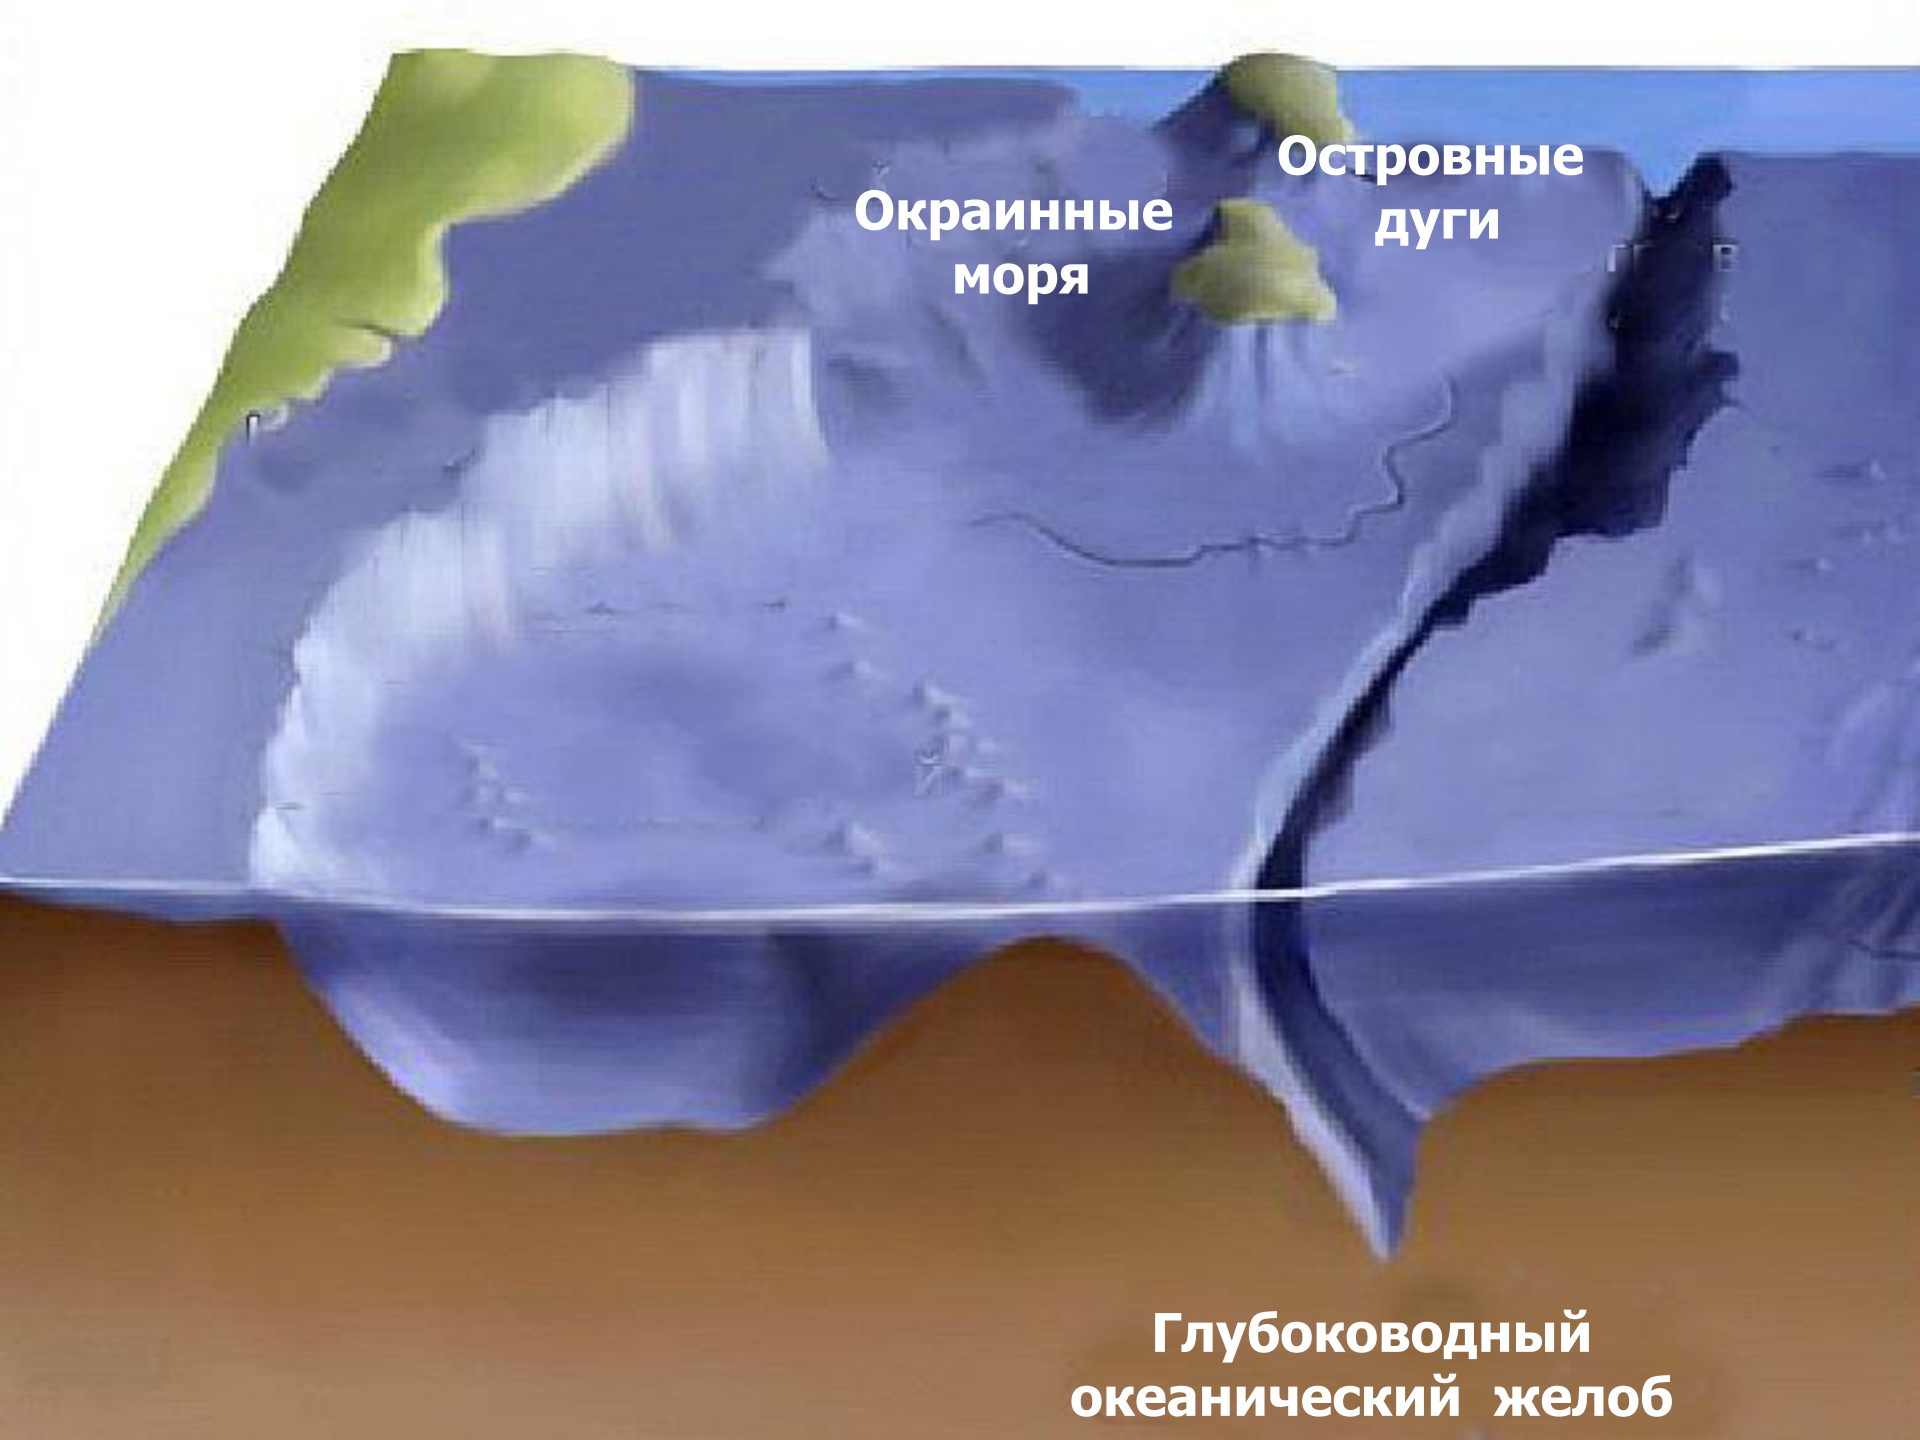 Островные
дуги
Окраинные
моря
Глубоководный
океанический желоб